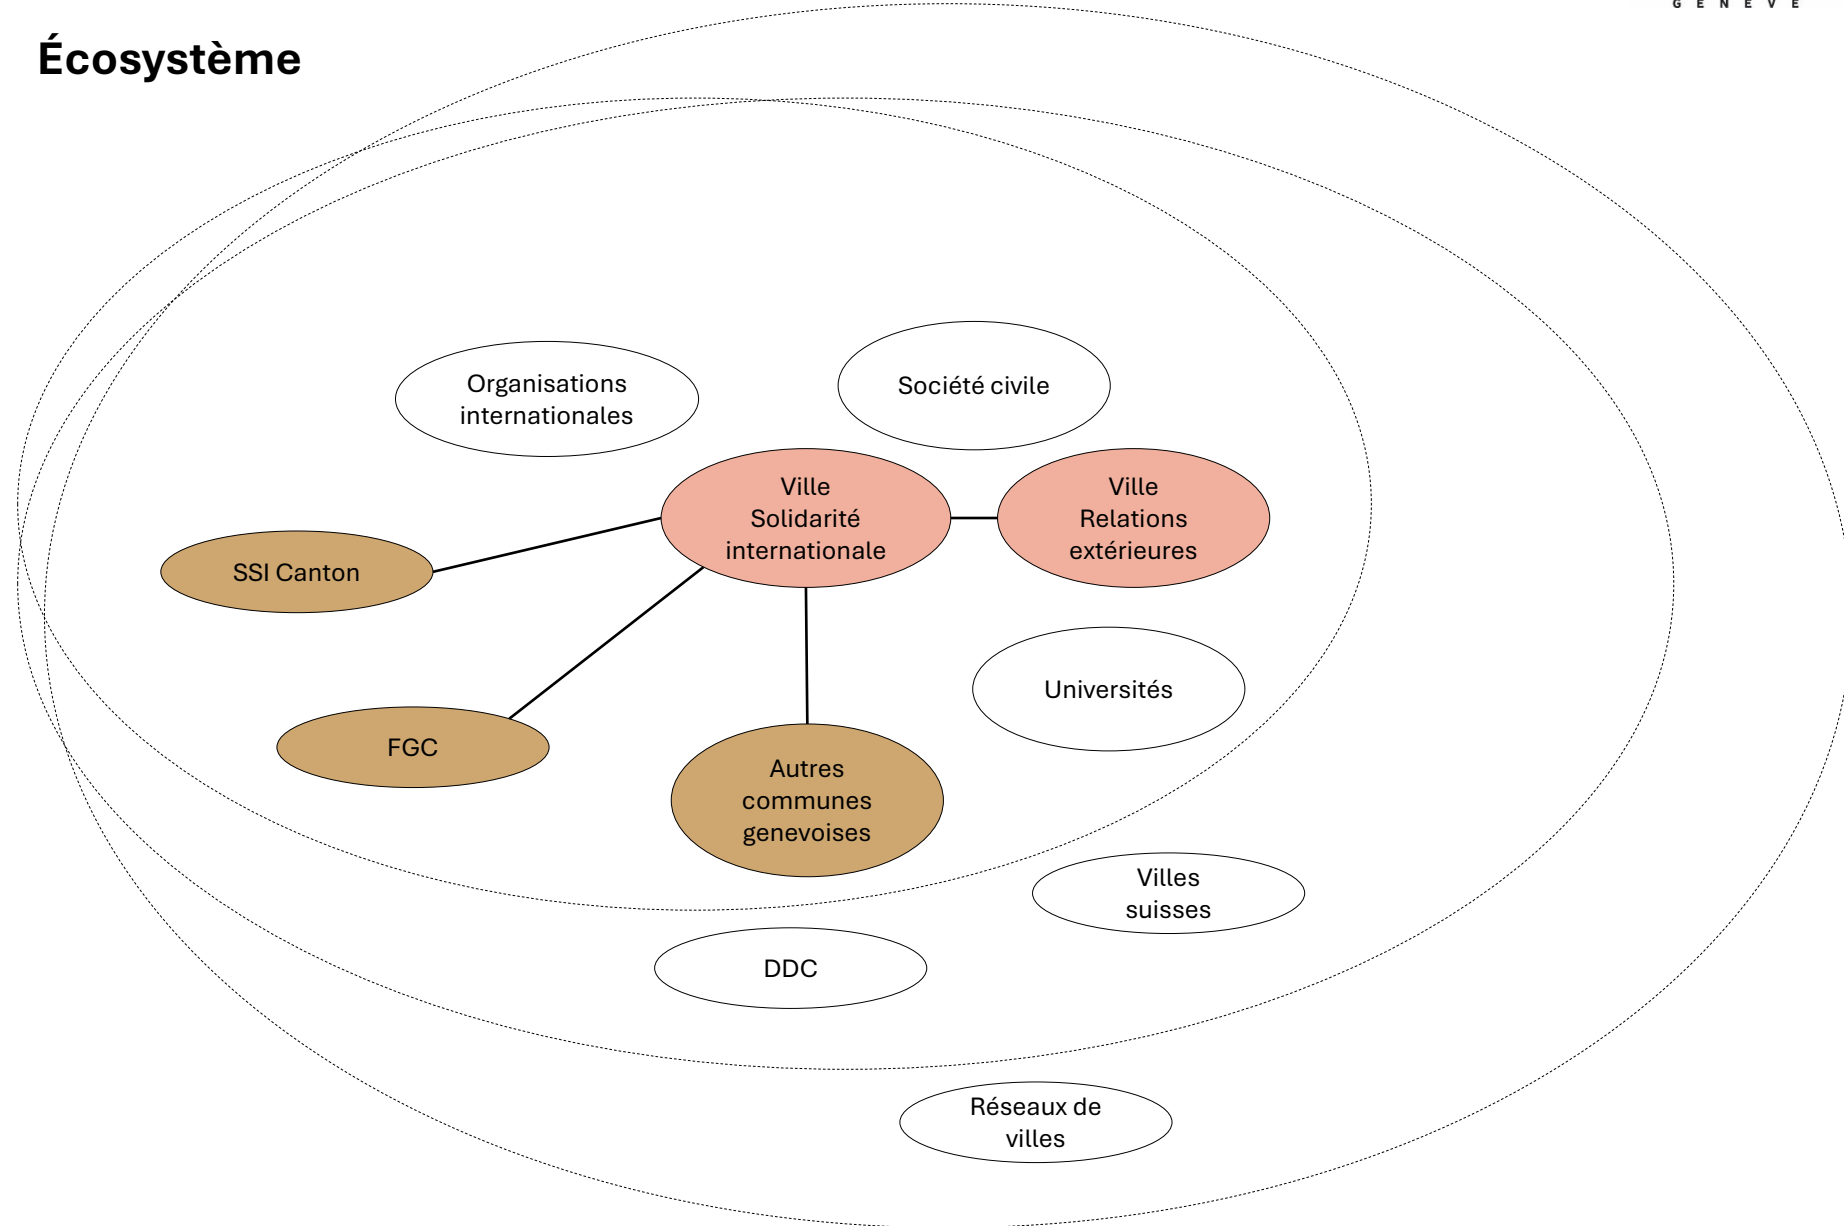 G E N È V E
Écosystème
Organisations
internationales
Société civile
Ville
Solidarité
internationale
Ville
Relations
extérieures
SSI Canton
Universités
FGC
Autres
communes
genevoises
Villes
suisses
DDC
Réseaux de
villes